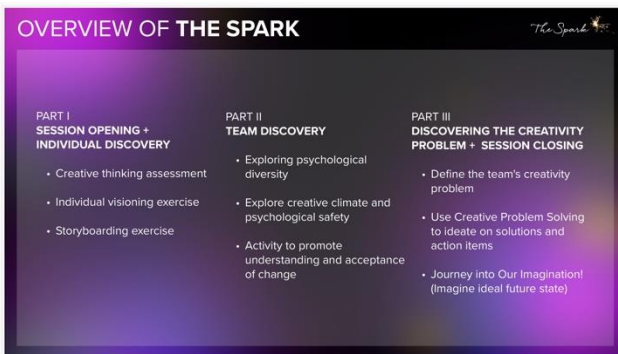 OVERVIEW OF THE SPARK
The Spark
PART I
SESSION OPENING +
INDIVIDUAL DISCOVERY
• Creative thinking assessment
• Individual visioning exercise
• Storyboarding exercise
PART II
TEAM DISCOVERY
• Exploring psychological
diversity
• Explore creative climate and
psychological safety
• Activity to promote
understanding and acceptance
of change
PART III
DISCOVERING THE CREATIVITY
PROBLEM + SESSION CLOSING
• Define the team's creativity
problem
• Use Creative Problem Solving
to ideate on solutions and
action items
• Journey into Our Imagination!
(Imagine ideal future state)